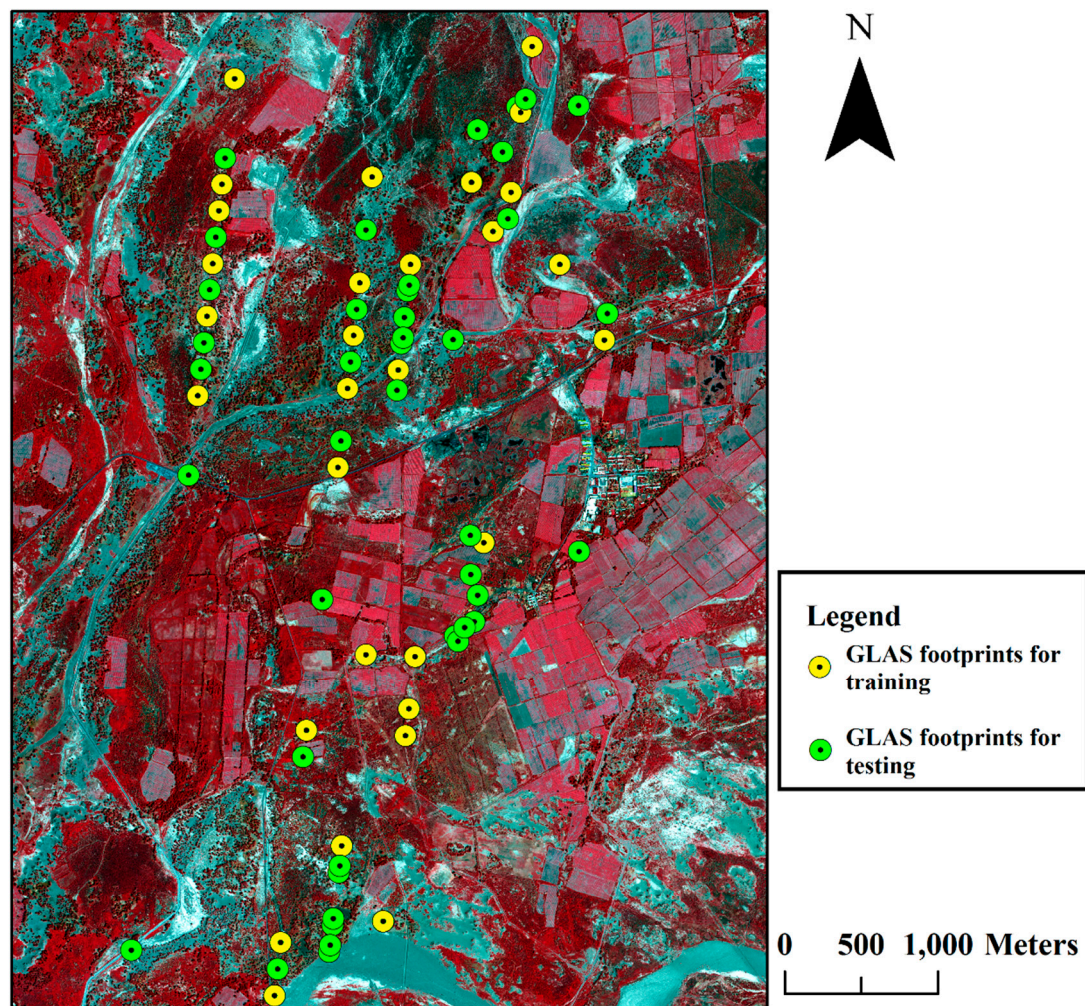 N
Legend
GLAS footprints for
training
GLAS footprints for
testing
0 500 1,000 Meters